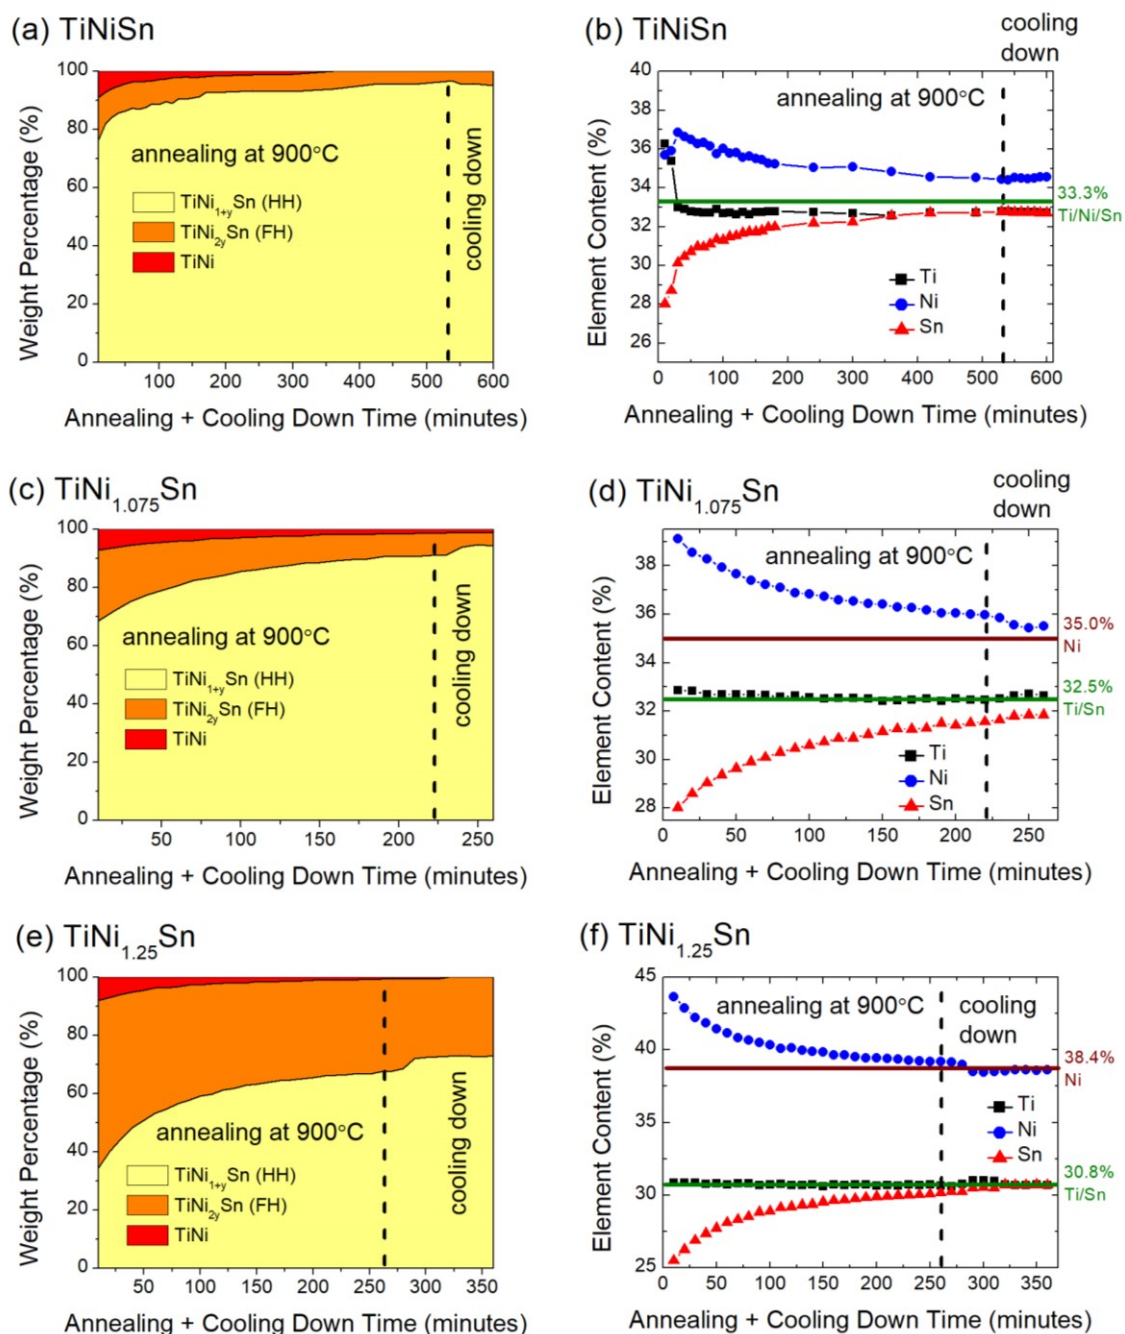 (a) TiNiSn
Weight Percentage (%)
100
80
60
40
20
0
annealing at 900°C
TiNi1+ySn (HH)
TiNi2ySn (FH)
TiNi
cooling down
100 200 300 400 500 600
Annealing + Cooling Down Time (minutes)
(b) TiNiSn
cooling
down
Element Content (%)
40
38
36
34
32
30
28
26
annealing at 900°C
33.3%
Ti/Ni/Sn
Ti
Ni
Sn
0 100 200 300 400 500 600
Annealing + Cooling Down Time (minutes)
(c) TiNi1.075Sn
Weight Percentage (%)
100
80
60
40
20
0
annealing at 900°C
TiNi1+ySn (HH)
TiNi2ySn (FH)
TiNi
cooling down
50 100 150 200 250
Annealing + Cooling Down Time (minutes)
(d) TiNi1.075Sn
cooling
down
Element Content (%)
38
36
34
32
30
28
annealing at 900°C
35.0%
Ni
32.5%
Ti/Sn
Ti
Ni
Sn
0 50 100 150 200 250
Annealing + Cooling Down Time (minutes)
(e) TiNi1.25Sn
Weight Percentage (%)
100
80
60
40
20
0
annealing at 900°C
TiNi1+ySn (HH)
TiNi2ySn (FH)
TiNi
cooling down
50 100 150 200 250 300 350
Annealing + Cooling Down Time (minutes)
(f) TiNi1.25Sn
Element Content (%)
45
40
35
30
25
annealing at 900°C
cooling
down
38.4%
Ni
Ti
Ni
Sn
30.8%
Ti/Sn
0 50 100 150 200 250 300 350
Annealing + Cooling Down Time (minutes)